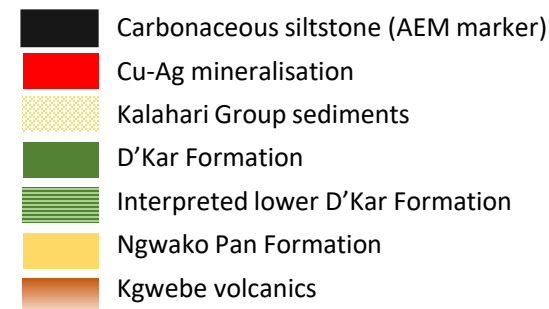 Carbonaceous siltstone (AEM marker)
Cu-Ag mineralisation
Kalahari Group sediments
D’Kar Formation
Interpreted lower D’Kar Formation
Ngwako Pan Formation
Kgwebe volcanics